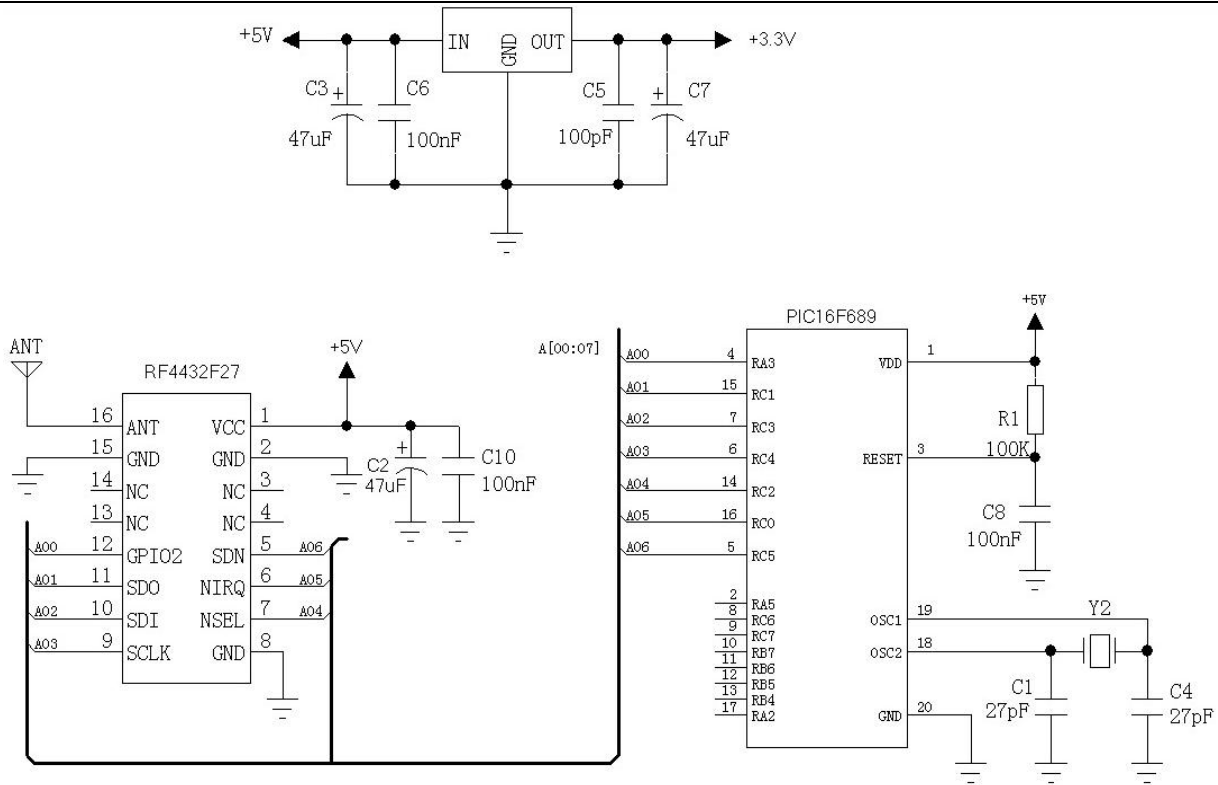 +5V IN GND OUT +3.3V
C3 + C6 C5 + C7
47uF 100nF 100pF 47uF
+5V
PIC16F689
ANT +5V A[00:07]
RF4432F27
A00 4 RA3 VDD 1
A01 15 RC1
A02 7 RC3 R1
A03 6 RC4 RESET 3 100K
A04 14 RC2
A05 16 RC0 C8
A06 5 RC5 100nF
16 ANT VCC 1
15 GND GND 2
+ C2 C10
47uF 100nF
14 NC NC 3
13 NC NC 4
A00 12 GPIO2 SDN 5 A06
A01 11 SDO NIRQ 6 A05
A02 10 SDI NSEL 7 A04
A03 9 SCLK GND 8
2 RA5
8 RC6 OSC1 19 Y2
9 RC7
10 RB7 OSC2 18
11 RB6
12 RB5 C1 C4
13 RB4 27pF 27pF
17 RA2 GND 20